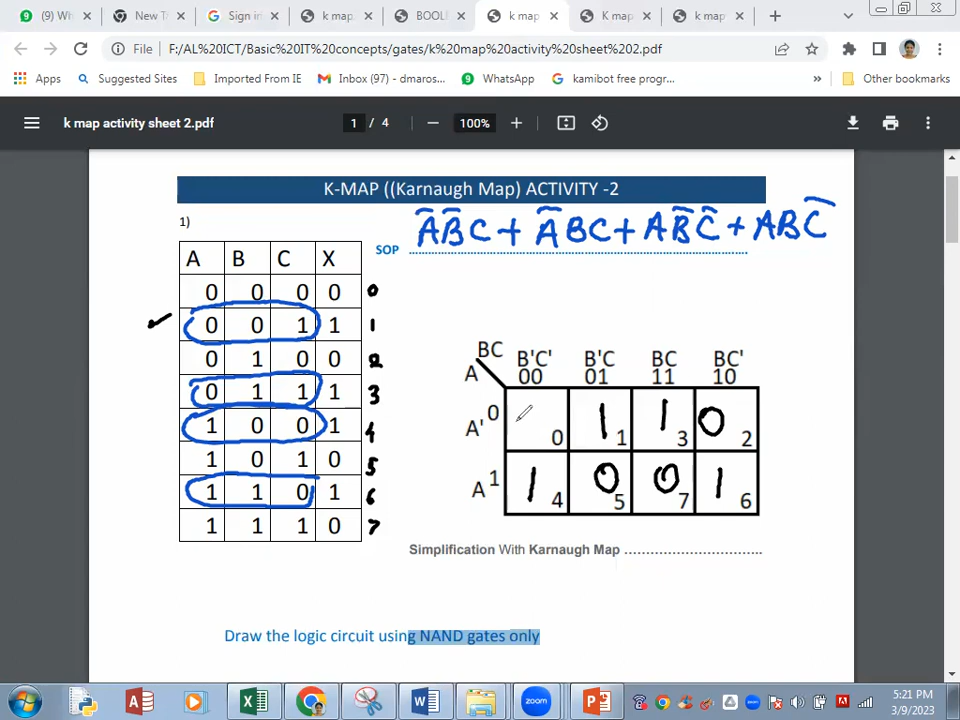 (9) Wh
New T
Sign in
k map
BOOL
k map
K map
k map
File
F:/AL%20ICT/Basic%20IT%20concepts/gates/k%20map%20activity%20sheet%202.pdf
Apps
Suggested Sites
Imported From IE
Inbox (97) - dmaros...
9 WhatsApp
kamibot free progr...
»
Other bookmarks
k map activity sheet 2.pdf
1 / 4
100%
K-MAP ((Karnaugh Map) ACTIVITY -2
1)
SOP A̅B̅C + A̅BC + AB̅C̅ + ABC̅
A B C X
0 0 0 0 0
0 0 1 1 1
0 1 0 0 2
0 1 1 1 3
1 0 0 1 4
1 0 1 0 5
1 1 0 1 6
1 1 1 0 7
BC B'C' B'C BC BC'
A 00 01 11 10
A' 0 0 1 1 1 3 0 2
A 1 1 4 0 5 0 7 1 6
Simplification With Karnaugh Map ................................
Draw the logic circuit using NAND gates only
zoom
5:21 PM
3/9/2023